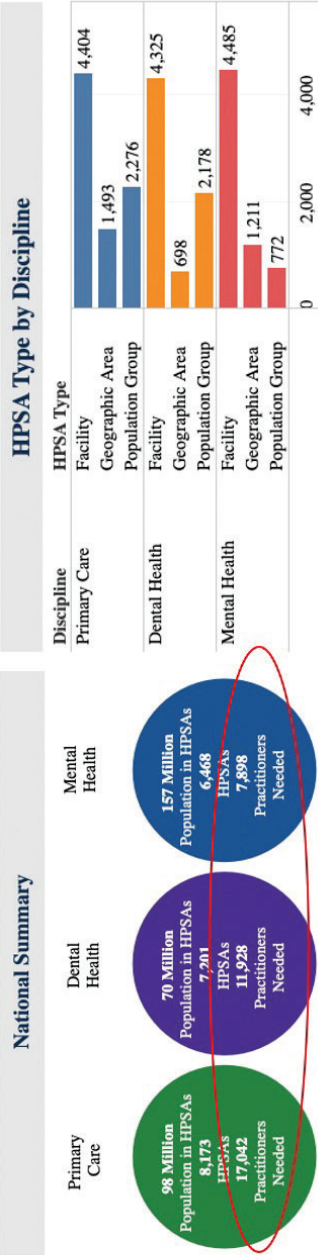 National Summary
Primary
Care
98 Million
Population in HPSAs
8,173
HPSAs
17,042
Practitioners
Needed
Dental
Health
70 Million
Population in HPSAs
7,201
HPSAs
11,928
Practitioners
Needed
Mental
Health
157 Million
Population in HPSAs
6,468
HPSAs
7,898
Practitioners
Needed
HPSA Type by Discipline
Discipline HPSA Type
Primary Care Facility 4,404
Geographic Area 1,493
Population Group 2,276
Dental Health Facility 4,325
Geographic Area 698
Population Group 2,178
Mental Health Facility 4,485
Geographic Area 1,211
Population Group 772
0 2,000 4,000